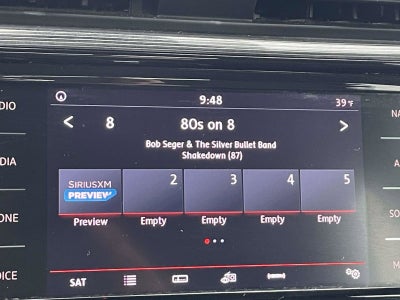 9:48
39 °F
8 80s on 8
Bob Seger & The Silver Bullet Band
Shakedown (87)
SIRIUSXM
PREVIEW
2 3 4 5
Preview Empty Empty Empty Empty
SAT